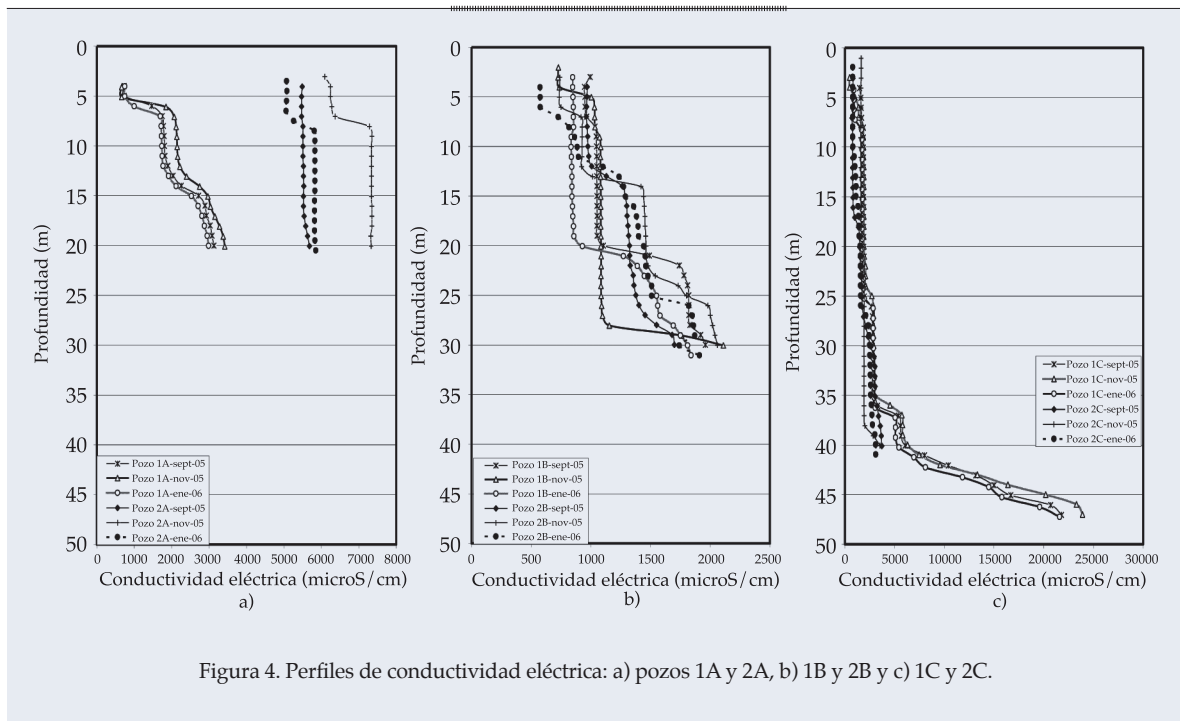 0
5
10
15
20
25
30
35
40
45
50
Profundidad (m)
Pozo 1A-sept-05
Pozo 1A-nov-05
Pozo 1A-ene-06
Pozo 2A-sept-05
Pozo 2A-nov-05
Pozo 2A-ene-06
0 1000 2000 3000 4000 5000 6000 7000 8000
Conductividad eléctrica (microS/cm)
a)
0
5
10
15
20
25
30
35
40
45
50
Profundidad (m)
Pozo 1B-sept-05
Pozo 1B-nov-05
Pozo 1B-ene-06
Pozo 2B-sept-05
Pozo 2B-nov-05
Pozo 2B-ene-06
0 500 1000 1500 2000 2500
Conductividad eléctrica (microS/cm)
b)
0
5
10
15
20
25
30
35
40
45
50
Profundidad (m)
Pozo 1C-sept-05
Pozo 1C-nov-05
Pozo 1C-ene-06
Pozo 2C-sept-05
Pozo 2C-nov-05
Pozo 2C-ene-06
0 5000 10000 15000 20000 25000 30000
Conductividad eléctrica (microS/cm)
c)
Figura 4. Perfiles de conductividad eléctrica: a) pozos 1A y 2A, b) 1B y 2B y c) 1C y 2C.